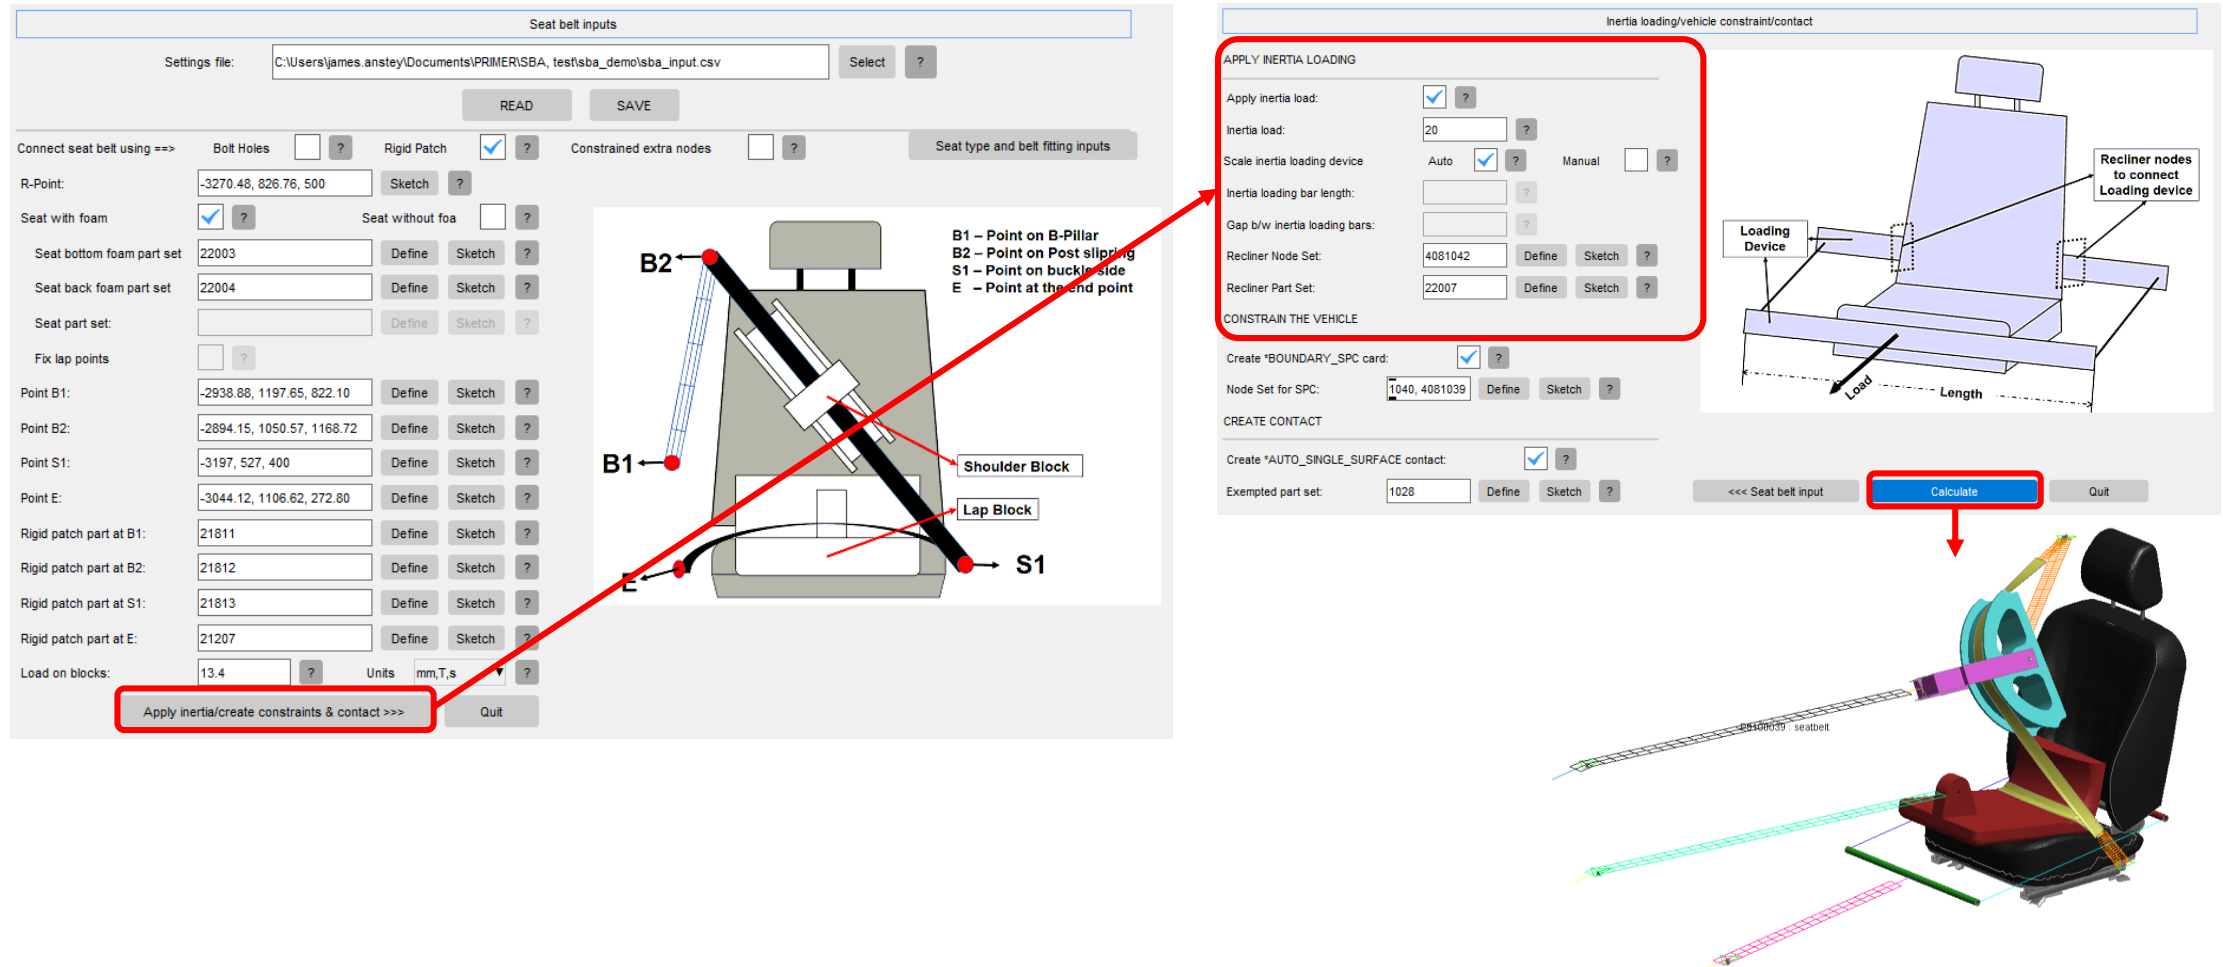 Seat belt inputs
Settings file: C:\Users\james.anstey\Documents\PRIMER\SBA, test\sba_demo\sba_input.csv Select ?
READ SAVE
Connect seat belt using ==> Bolt Holes ? Rigid Patch ? Constrained extra nodes ? Seat type and belt fitting inputs
R-Point: -3270.48, 826.76, 500 Sketch ?
Seat with foam ? Seat without foa ?
Seat bottom foam part set 22003 Define Sketch ?
Seat back foam part set 22004 Define Sketch ?
Seat part set: Define Sketch ?
Fix lap points ?
Point B1: -2938.88, 1197.65, 822.10 Define Sketch ?
Point B2: -2894.15, 1050.57, 1168.72 Define Sketch ?
Point S1: -3197, 527, 400 Define Sketch ?
Point E: -3044.12, 1106.62, 272.80 Define Sketch ?
Rigid patch part at B1: 21811 Define Sketch ?
Rigid patch part at B2: 21812 Define Sketch ?
Rigid patch part at S1: 21813 Define Sketch ?
Rigid patch part at E: 21207 Define Sketch ?
Load on blocks: 13.4 ? Units mm,T,s ?
Apply inertia/create constraints & contact >>> Quit
B1 – Point on B-Pillar
B2 – Point on Post slipring
S1 – Point on buckle side
E – Point at the end point
B2
B1
Shoulder Block
Lap Block
E
S1
Inertia loading/vehicle constraint/contact
APPLY INERTIA LOADING
Apply inertia load: ?
Inertia load: 20 ?
Scale inertia loading device Auto ? Manual ?
Inertia loading bar length: ?
Gap b/w inertia loading bars: ?
Recliner Node Set: 4081042 Define Sketch ?
Recliner Part Set: 22007 Define Sketch ?
CONSTRAIN THE VEHICLE
Create *BOUNDARY_SPC card: ?
Node Set for SPC: 1040, 4081039 Define Sketch ?
CREATE CONTACT
Create *AUTO_SINGLE_SURFACE contact: ?
Exempted part set: 1028 Define Sketch ?
<<< Seat belt input Calculate Quit
Recliner nodes
to connect
Loading device
Loading
Device
Load
Length
: seatbelt